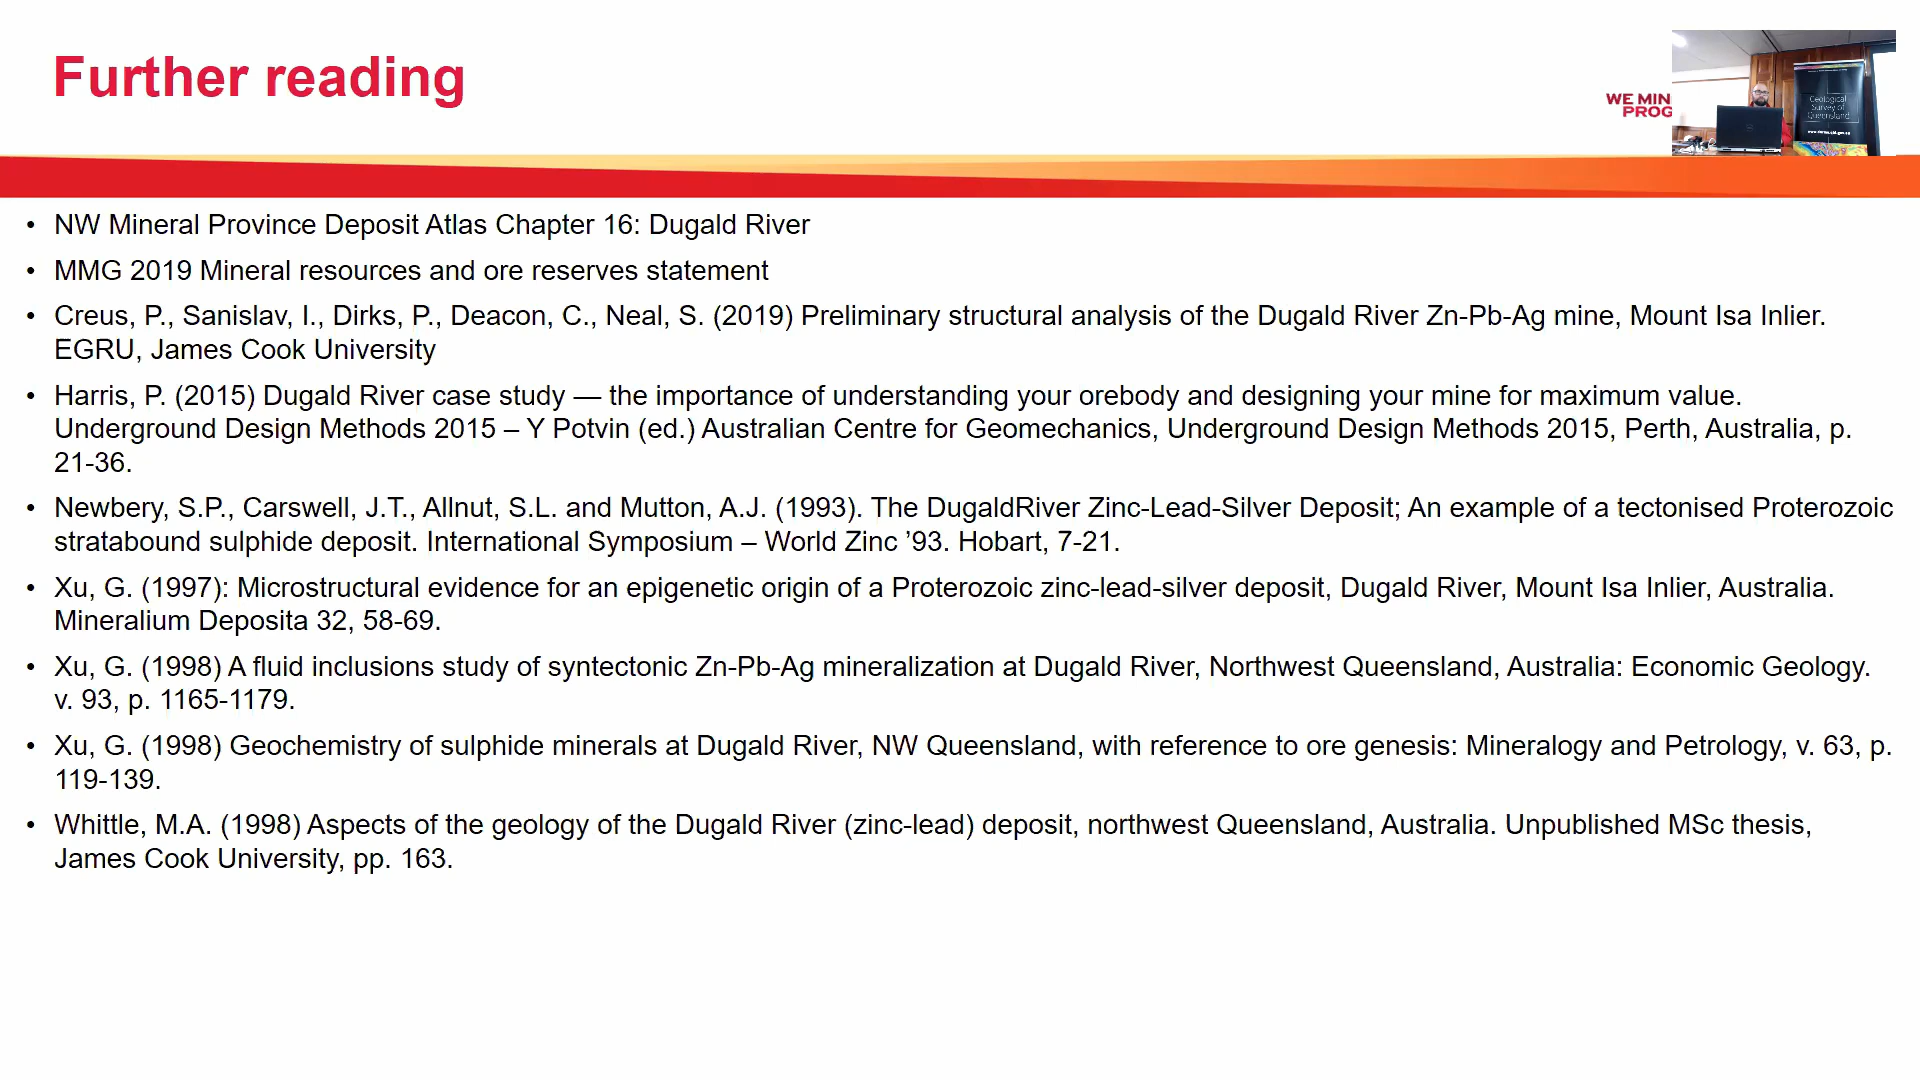 Further reading
WE MIN
PROG
Geological
Survey of
Queensland
• NW Mineral Province Deposit Atlas Chapter 16: Dugald River
• MMG 2019 Mineral resources and ore reserves statement
• Creus, P., Sanislav, I., Dirks, P., Deacon, C., Neal, S. (2019) Preliminary structural analysis of the Dugald River Zn-Pb-Ag mine, Mount Isa Inlier.
EGRU, James Cook University
• Harris, P. (2015) Dugald River case study — the importance of understanding your orebody and designing your mine for maximum value.
Underground Design Methods 2015 – Y Potvin (ed.) Australian Centre for Geomechanics, Underground Design Methods 2015, Perth, Australia, p.
21-36.
• Newbery, S.P., Carswell, J.T., Allnut, S.L. and Mutton, A.J. (1993). The DugaldRiver Zinc-Lead-Silver Deposit; An example of a tectonised Proterozoic
stratabound sulphide deposit. International Symposium – World Zinc ’93. Hobart, 7-21.
• Xu, G. (1997): Microstructural evidence for an epigenetic origin of a Proterozoic zinc-lead-silver deposit, Dugald River, Mount Isa Inlier, Australia.
Mineralium Deposita 32, 58-69.
• Xu, G. (1998) A fluid inclusions study of syntectonic Zn-Pb-Ag mineralization at Dugald River, Northwest Queensland, Australia: Economic Geology.
v. 93, p. 1165-1179.
• Xu, G. (1998) Geochemistry of sulphide minerals at Dugald River, NW Queensland, with reference to ore genesis: Mineralogy and Petrology, v. 63, p.
119-139.
• Whittle, M.A. (1998) Aspects of the geology of the Dugald River (zinc-lead) deposit, northwest Queensland, Australia. Unpublished MSc thesis,
James Cook University, pp. 163.